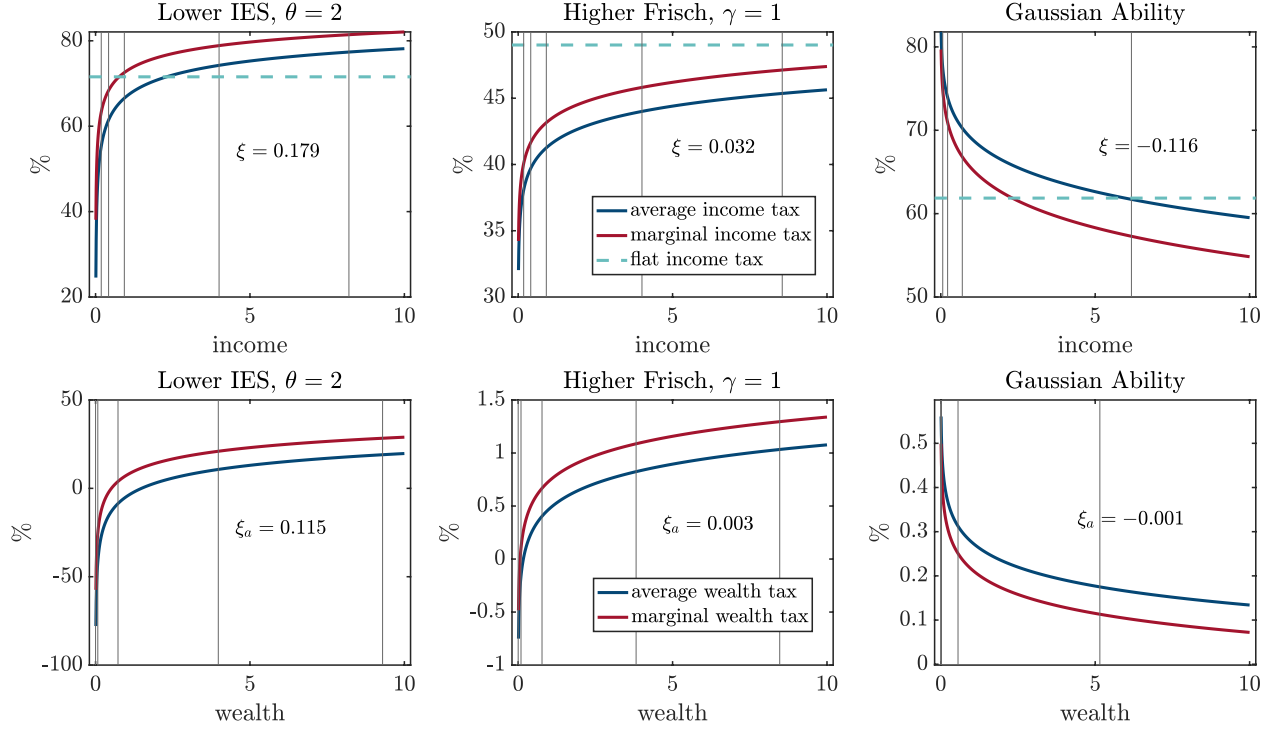 Lower IES, θ = 2
80
60
40
20
%
ξ = 0.179
0
5
10
income
Higher Frisch, γ = 1
50
45
40
35
30
%
ξ = 0.032
average income tax
marginal income tax
flat income tax
0
5
10
income
Gaussian Ability
80
70
60
50
%
ξ = −0.116
0
5
10
income
Lower IES, θ = 2
50
0
-50
-100
%
ξₐ = 0.115
0
5
10
wealth
Higher Frisch, γ = 1
1.5
1
0.5
0
-0.5
-1
%
ξₐ = 0.003
average wealth tax
marginal wealth tax
0
5
10
wealth
Gaussian Ability
0.5
0.4
0.3
0.2
0.1
0
%
ξₐ = −0.001
0
5
10
wealth